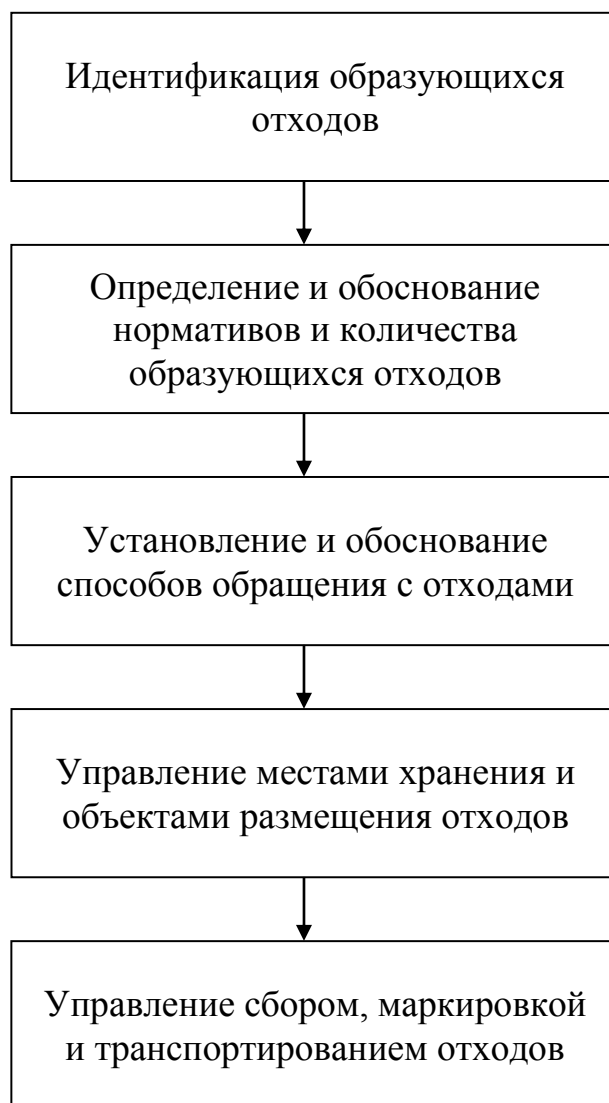 Идентификация образующихся
отходов
Определение и обоснование
нормативов и количества
образующихся отходов
Установление и обоснование
способов обращения с отходами
Управление местами хранения и
объектами размещения отходов
Управление сбором, маркировкой
и транспортированием отходов